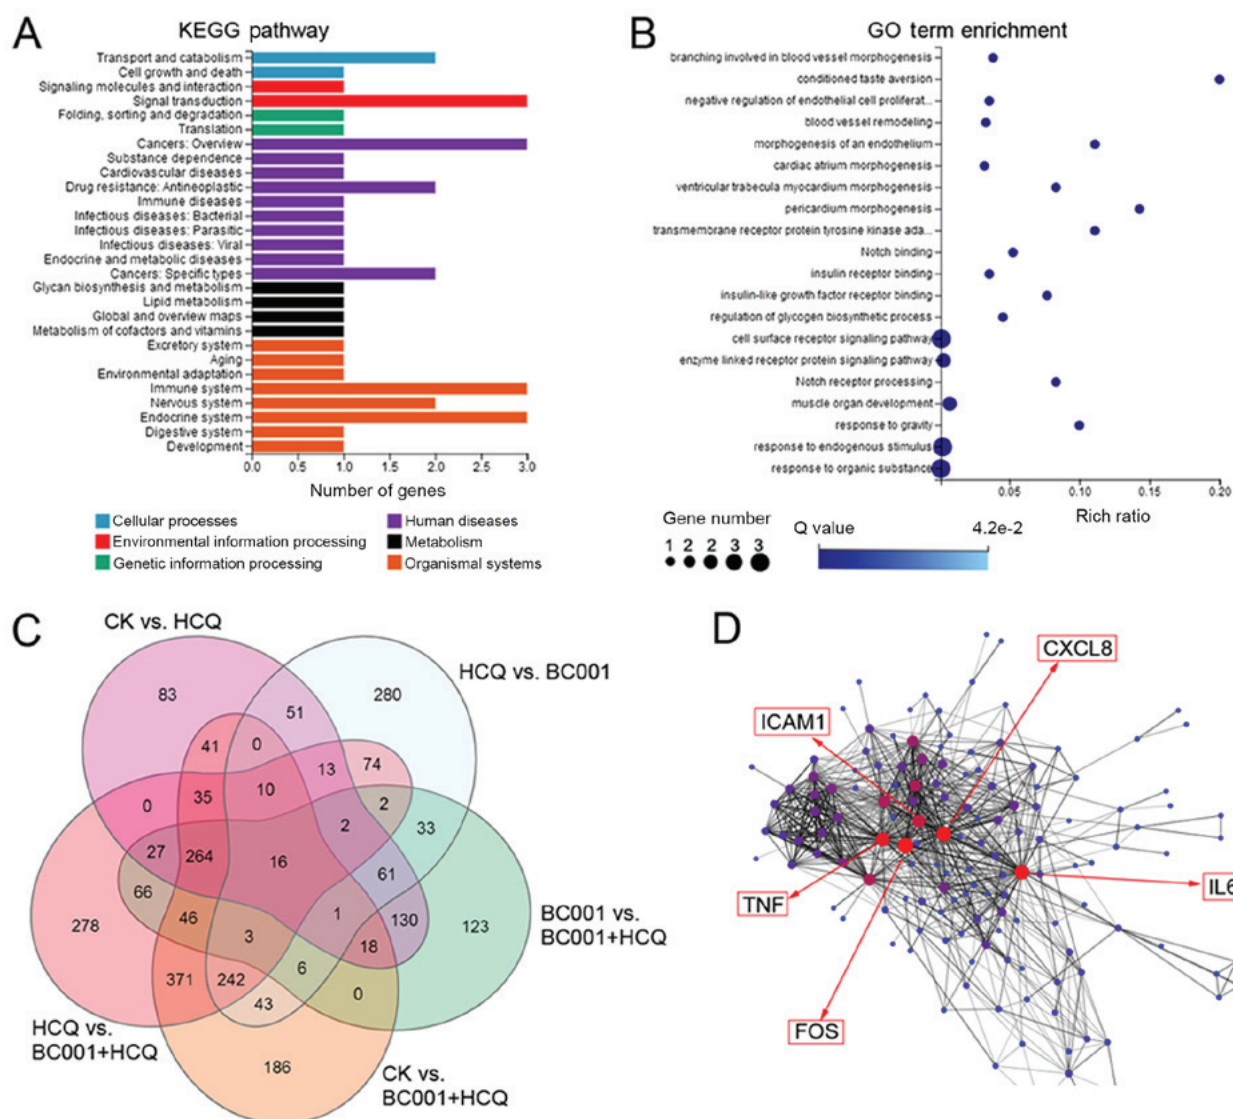 A
KEGG pathway
Transport and catabolism
Cell growth and death
Signaling molecules and interaction
Signal transduction
Folding, sorting and degradation
Translation
Cancers: Overview
Substance dependence
Cardiovascular diseases
Drug resistance: Antineoplastic
Immune diseases
Infectious diseases: Bacterial
Infectious diseases: Parasitic
Infectious diseases: Viral
Endocrine and metabolic diseases
Cancers: Specific types
Glycan biosynthesis and metabolism
Lipid metabolism
Global and overview maps
Metabolism of cofactors and vitamins
Excretory system
Aging
Environmental adaptation
Immune system
Nervous system
Endocrine system
Digestive system
Development
0.0 0.5 1.0 1.5 2.0 2.5 3.0
Number of genes
Cellular processes
Environmental information processing
Genetic information processing
Human diseases
Metabolism
Organismal systems
B
GO term enrichment
branching involved in blood vessel morphogenesis
conditioned taste aversion
negative regulation of endothelial cell proliferat...
blood vessel remodeling
morphogenesis of an endothelium
cardiac atrium morphogenesis
ventricular trabecula myocardium morphogenesis
pericardium morphogenesis
transmembrane receptor protein tyrosine kinase ada...
Notch binding
insulin receptor binding
insulin-like growth factor receptor binding
regulation of glycogen biosynthetic process
cell surface receptor signaling pathway
enzyme linked receptor protein signaling pathway
Notch receptor processing
muscle organ development
response to gravity
response to endogenous stimulus
response to organic substance
0.05 0.10 0.15 0.20
Rich ratio
Gene number
1 2 2 3 3
Q value 4.2e-2
C
CK vs. HCQ
HCQ vs. BC001
83
280
51
41
0
74
13
0
35
10
2
2
33
27
264
16
61
66
278
46
1
130
123
BC001 vs.
BC001+HCQ
3
18
371
242
6
0
43
HCQ vs.
BC001+HCQ
186
CK vs.
BC001+HCQ
D
CXCL8
ICAM1
TNF
IL6
FOS